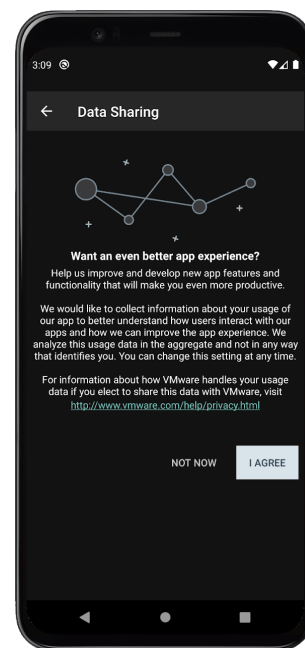 3:09
Data Sharing
Want an even better app experience?
Help us improve and develop new app features and
functionality that will make you even more productive.
We would like to collect information about your usage of
our app to better understand how users interact with our
apps and how we can improve the app experience. We
analyze this usage data in the aggregate and not in any way
that identifies you. You can change this setting at any time.
For information about how VMware handles your usage
data if you elect to share this data with VMware, visit
http://www.vmware.com/help/privacy.html
NOT NOW
I AGREE